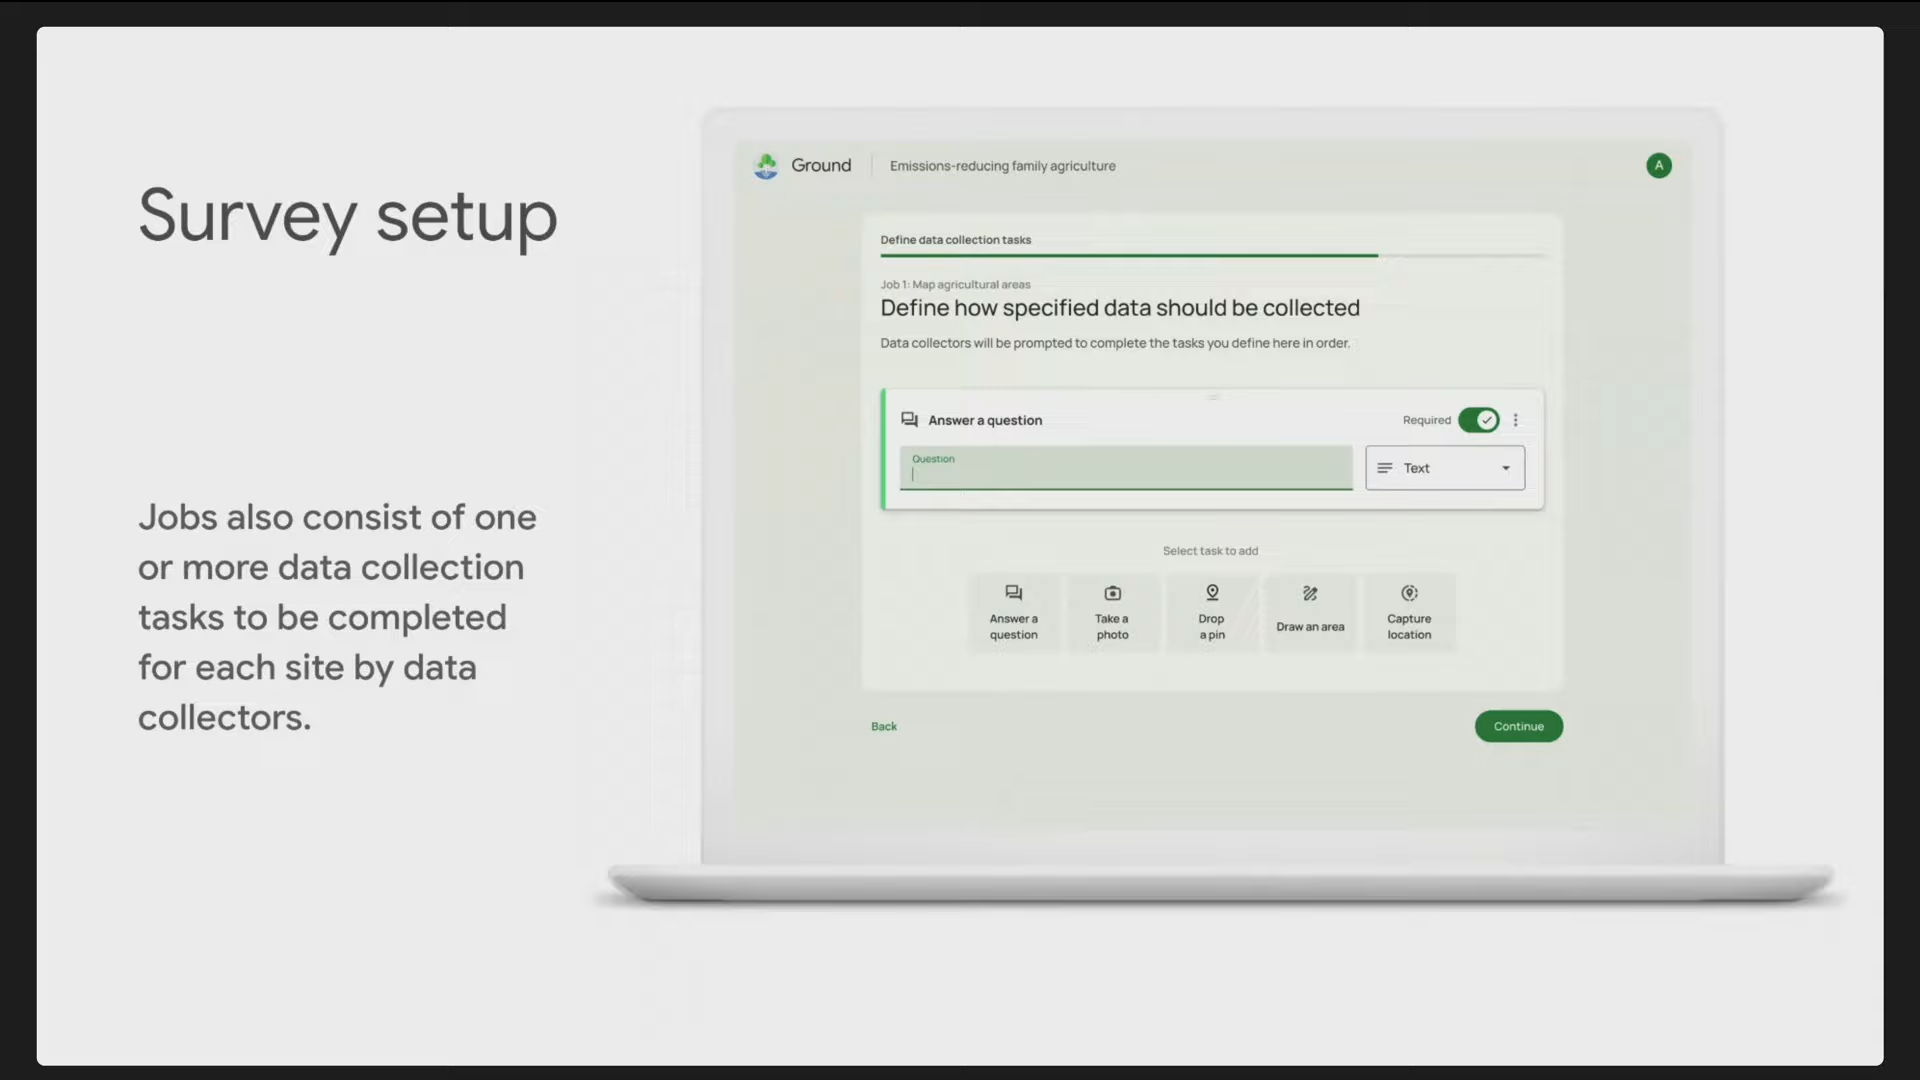 Survey setup
Jobs also consist of one
or more data collection
tasks to be completed
for each site by data
collectors.
Ground
Emissions-reducing family agriculture
A
Define data collection tasks
Job 1: Map agricultural areas
Define how specified data should be collected
Data collectors will be prompted to complete the tasks you define here in order.
Answer a question
Required
Question
Text
Select task to add
Answer a
question
Take a
photo
Drop
a pin
Draw an area
Capture
location
Back
Continue